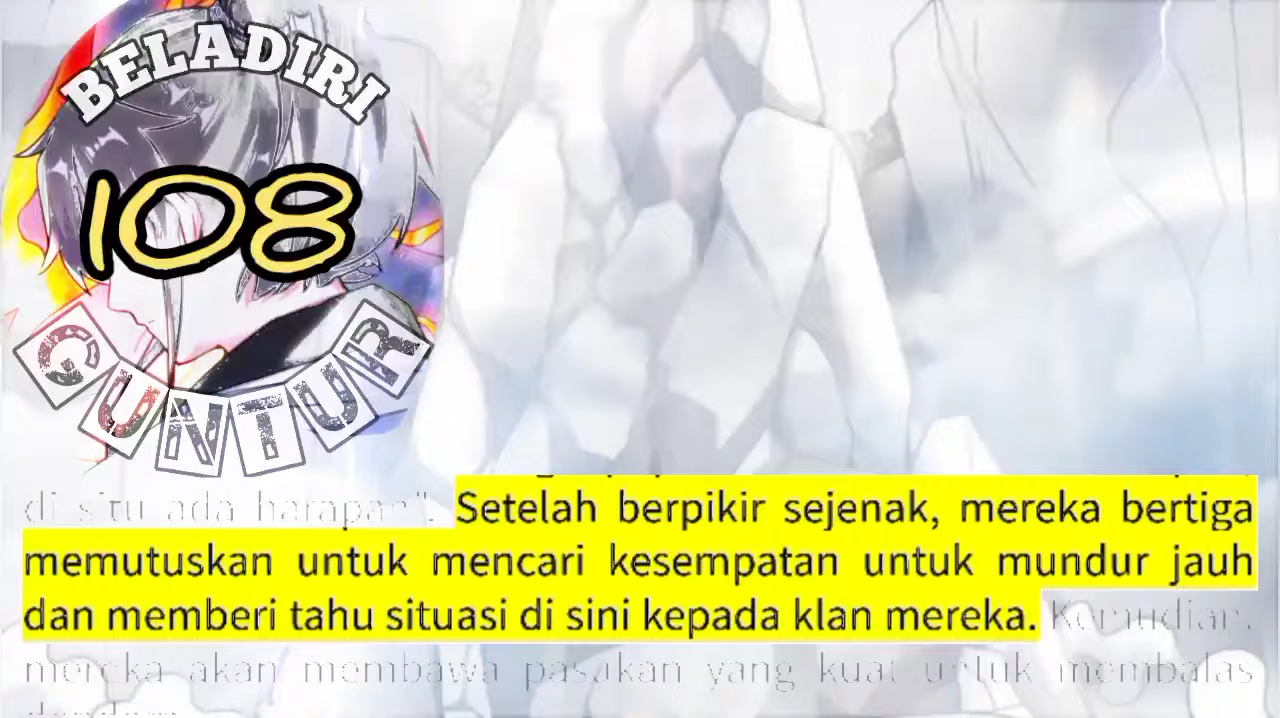 BELADIRI
108
GUNTUR
di situ ada harapan". Setelah berpikir sejenak, mereka bertiga
memutuskan untuk mencari kesempatan untuk mundur jauh
dan memberi tahu situasi di sini kepada klan mereka. Kemudian,
mereka akan membawa pasukan yang kuat untuk membalas